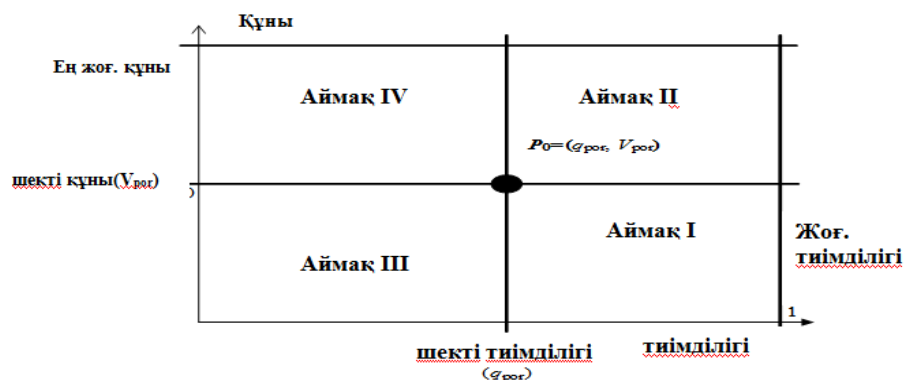 Құны
Ең жоғ. құны
Аймақ IV
Аймақ II
P0=(qpor, Vpor)
шекті құны(Vpor)
Аймақ I
Жоғ.
тиімділігі
Аймақ III
1
шекті тиімділігі
(qpor)
тиімділігі